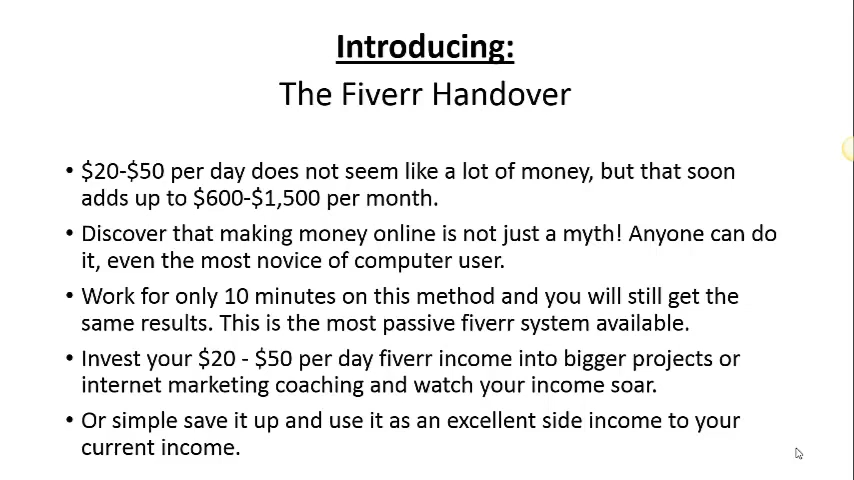 Introducing:
The Fiverr Handover
• $20-$50 per day does not seem like a lot of money, but that soon
adds up to $600-$1,500 per month.
• Discover that making money online is not just a myth! Anyone can do
it, even the most novice of computer user.
• Work for only 10 minutes on this method and you will still get the
same results. This is the most passive fiverr system available.
• Invest your $20 - $50 per day fiverr income into bigger projects or
internet marketing coaching and watch your income soar.
• Or simple save it up and use it as an excellent side income to your
current income.